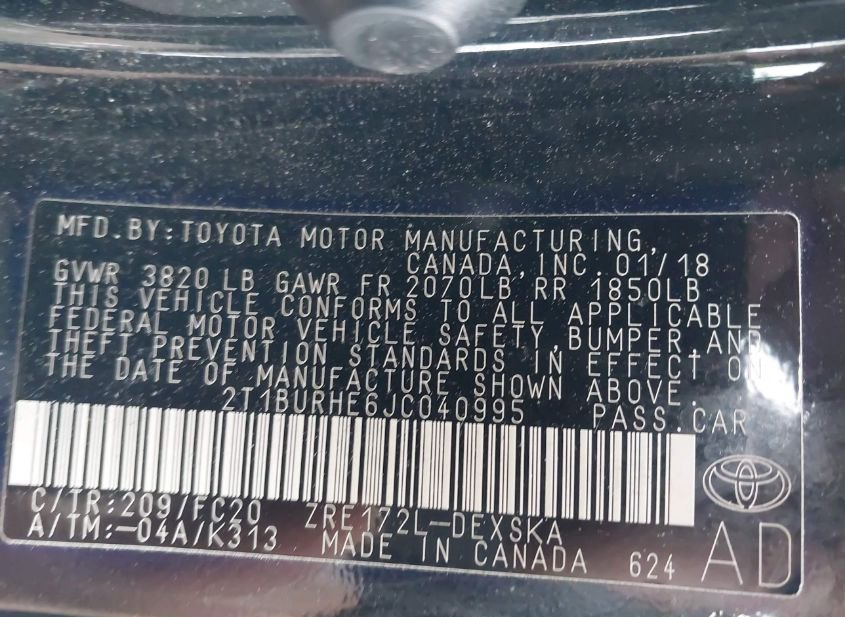 MFD.BY:TOYOTA MOTOR MANUFACTURING,
CANADA,INC. 01/18
GVWR 3820 LB GAWR FR 2070LB RR 1850LB
THIS VEHICLE CONFORMS TO ALL APPLICABLE
FEDERAL MOTOR VEHICLE SAFETY,BUMPER,AND
THEFT PREVENTION STANDARDS IN EFFECT ON
THE DATE OF MANUFACTURE SHOWN ABOVE.
2T1BURHE6JC040995 PASS.CAR
C/TR:209/FC20 ZRE172L-DEXSKA
A/TM:-04A/K313 MADE IN CANADA 624 AD